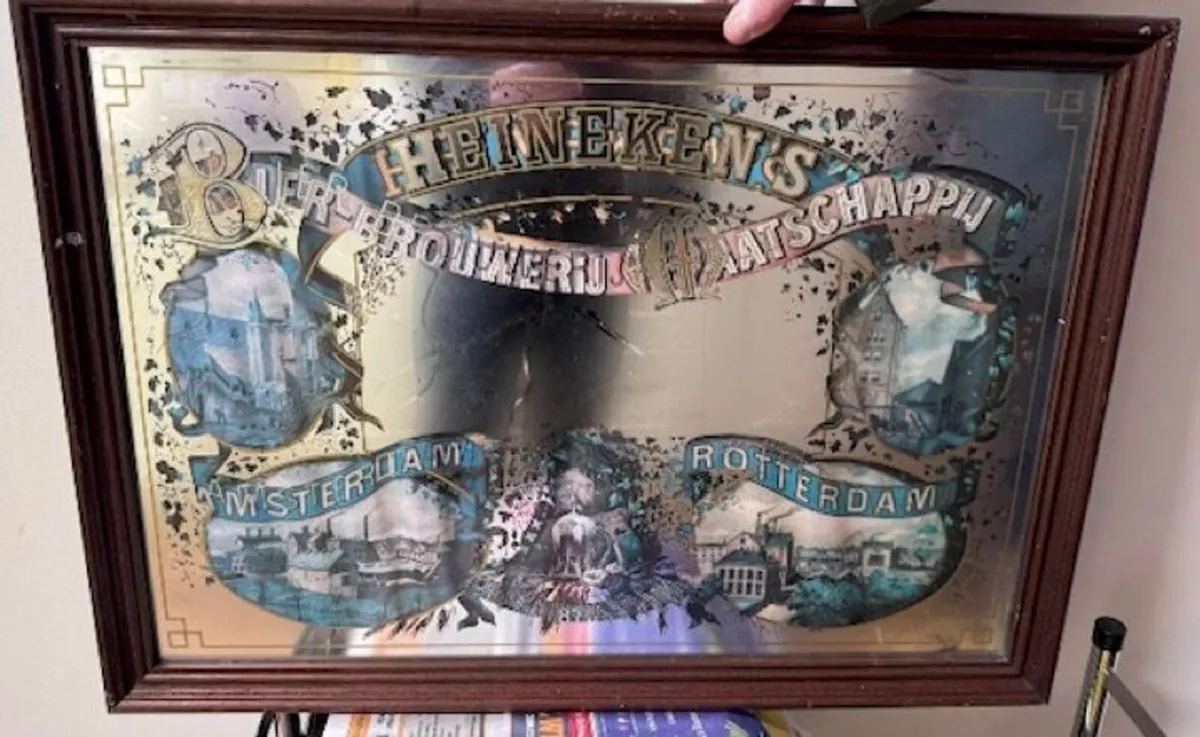 HEINEKEN'S
BIER-BROUWERIJ MAATSCHAPPIJ
AMSTERDAM
ROTTERDAM